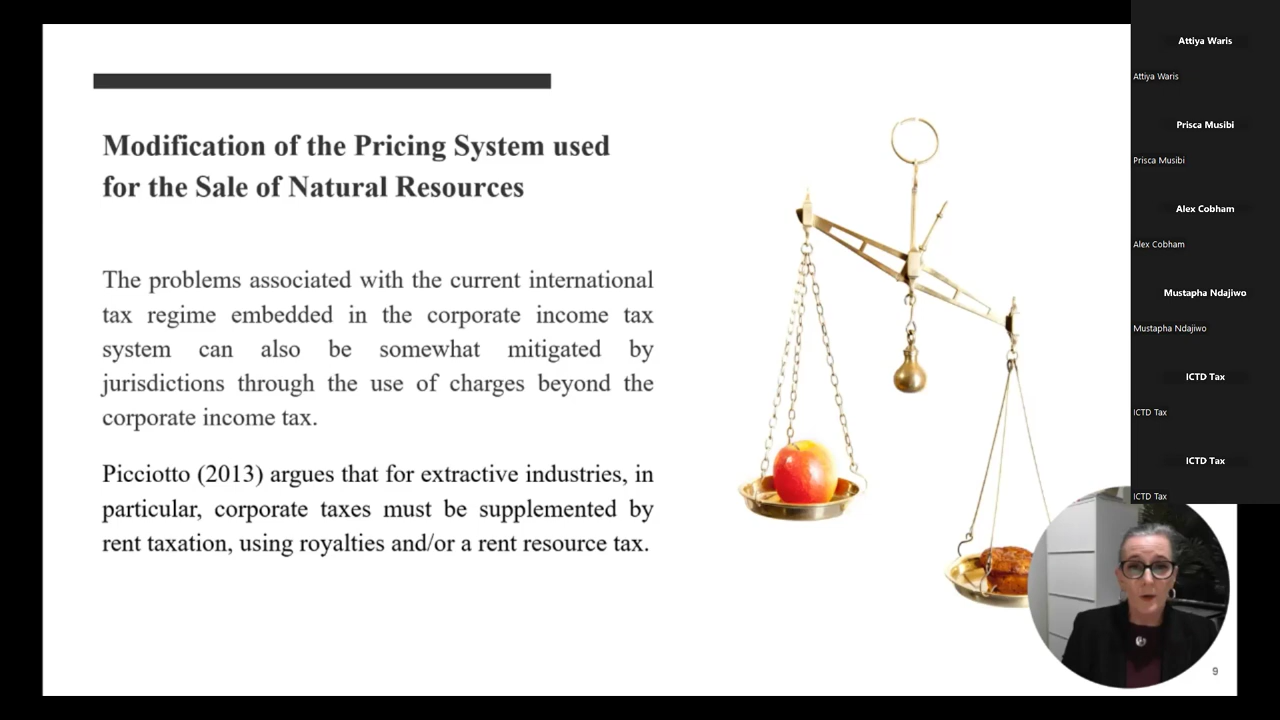 Modification of the Pricing System used
for the Sale of Natural Resources
The problems associated with the current international
tax regime embedded in the corporate income tax
system can also be somewhat mitigated by
jurisdictions through the use of charges beyond the
corporate income tax.
Picciotto (2013) argues that for extractive industries, in
particular, corporate taxes must be supplemented by
rent taxation, using royalties and/or a rent resource tax.
9
Attiya Waris
Attiya Waris
Prisca Musibi
Prisca Musibi
Alex Cobham
Alex Cobham
Mustapha Ndajiwo
Mustapha Ndajiwo
ICTD Tax
ICTD Tax
ICTD Tax
ICTD Tax